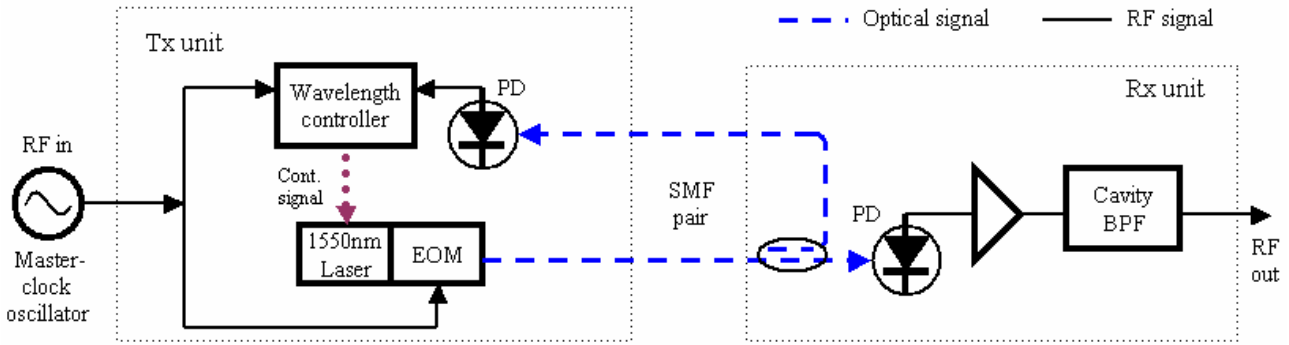 Optical signal
RF signal
Tx unit
Rx unit
Wavelength
controller
PD
RF in
Cont.
signal
SMF
pair
PD
Cavity
BPF
1550nm
Laser
EOM
Master-
clock
oscillator
RF
out